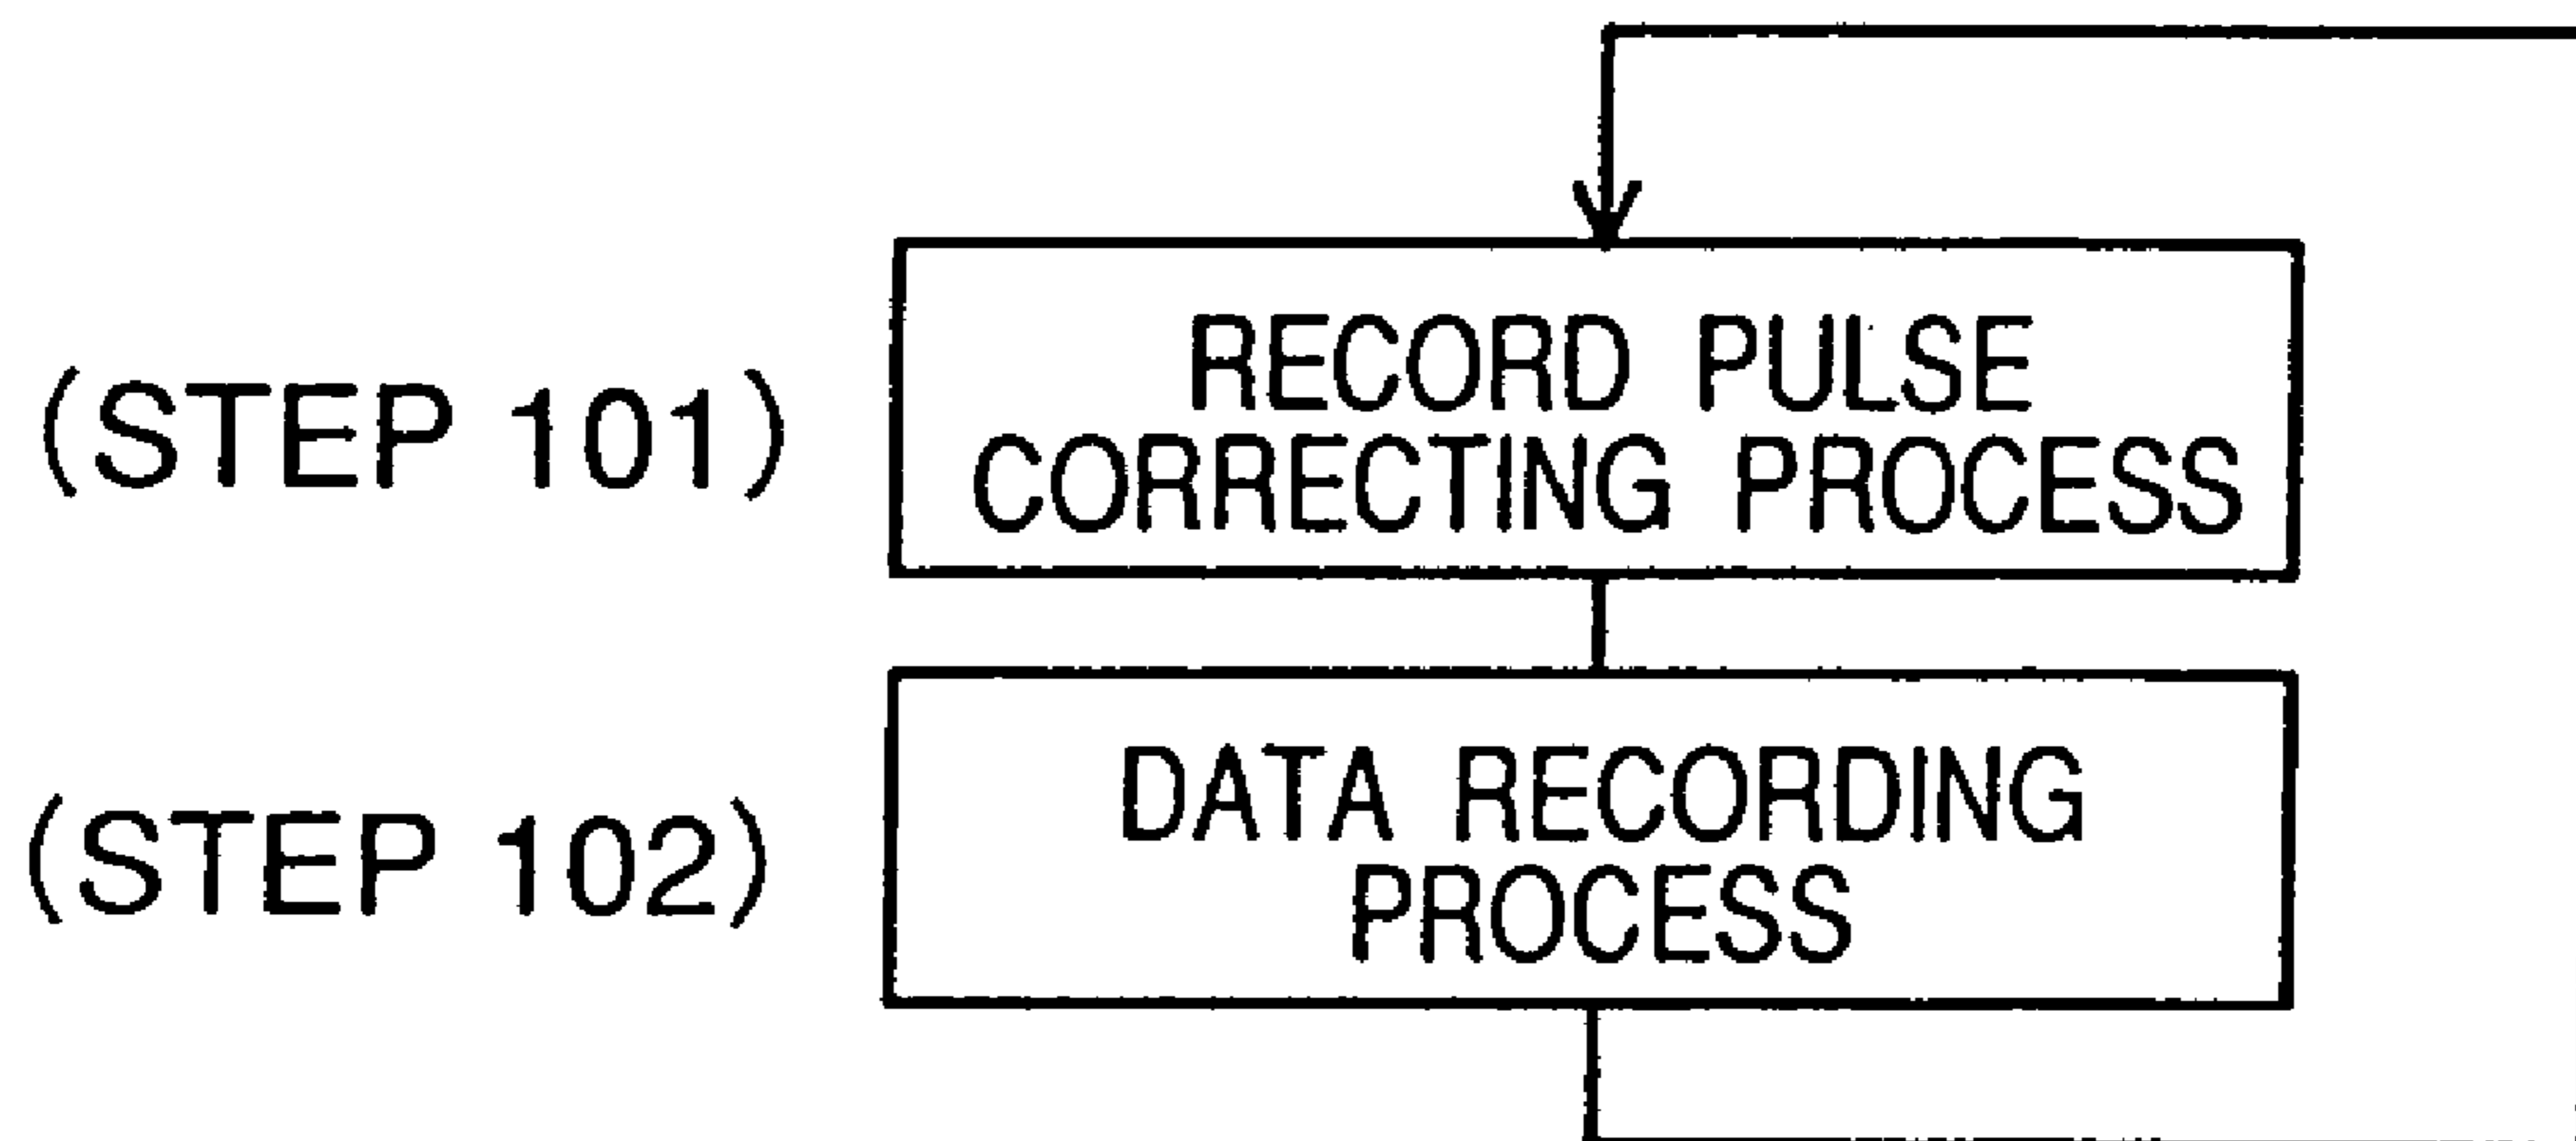 (STEP 101)
RECORD PULSE
CORRECTING PROCESS
(STEP 102)
DATA RECORDING
PROCESS